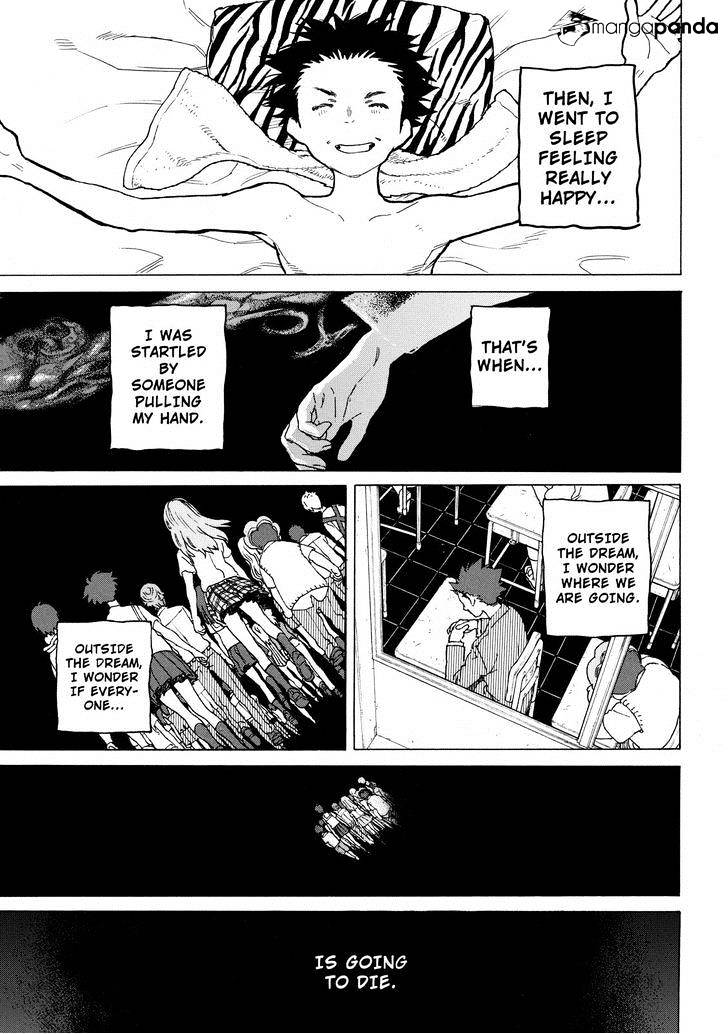 mangapanda
THEN, I
WENT TO
SLEEP
FEELING
REALLY
HAPPY...
THAT'S
WHEN...
I WAS
STARTLED
BY
SOMEONE
PULLING
MY HAND.
OUTSIDE
THE DREAM,
I WONDER
WHERE WE
ARE GOING.
OUTSIDE
THE DREAM,
I WONDER
IF EVERY-
ONE...
IS GOING
TO DIE.